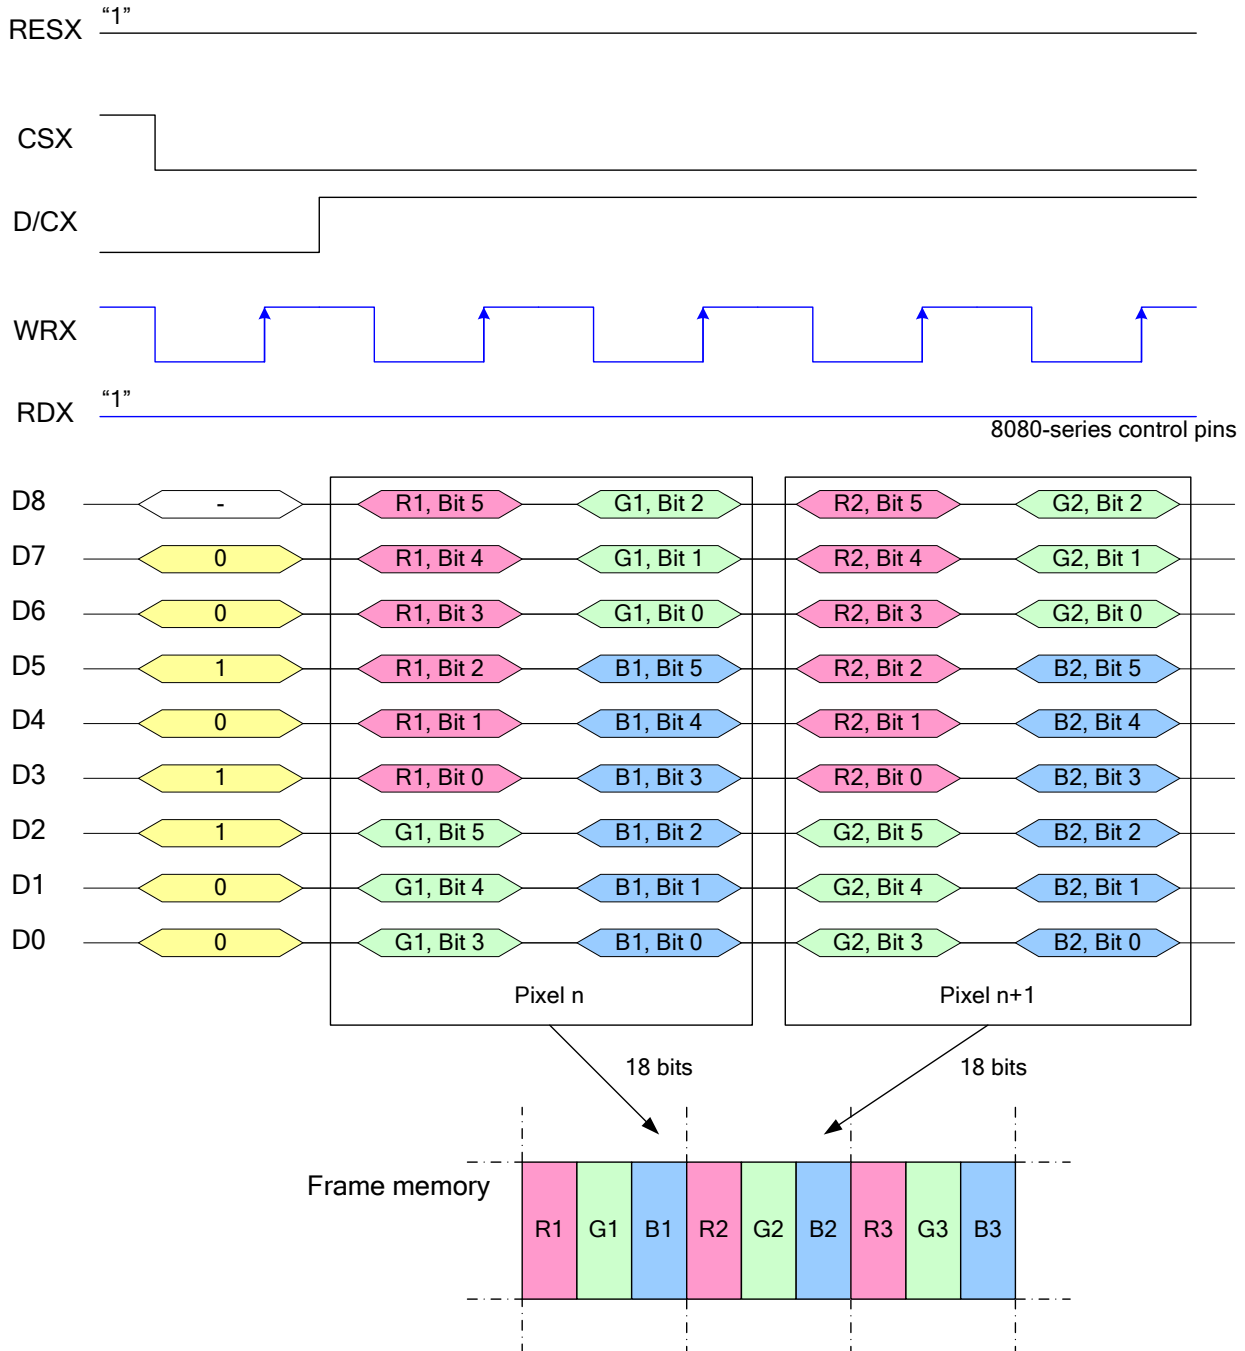 RESX “1”
CSX
D/CX
WRX
RDX “1”
8080-series control pins
D8 - R1, Bit 5 G1, Bit 2 R2, Bit 5 G2, Bit 2
D7 0 R1, Bit 4 G1, Bit 1 R2, Bit 4 G2, Bit 1
D6 0 R1, Bit 3 G1, Bit 0 R2, Bit 3 G2, Bit 0
D5 1 R1, Bit 2 B1, Bit 5 R2, Bit 2 B2, Bit 5
D4 0 R1, Bit 1 B1, Bit 4 R2, Bit 1 B2, Bit 4
D3 1 R1, Bit 0 B1, Bit 3 R2, Bit 0 B2, Bit 3
D2 1 G1, Bit 5 B1, Bit 2 G2, Bit 5 B2, Bit 2
D1 0 G1, Bit 4 B1, Bit 1 G2, Bit 4 B2, Bit 1
D0 0 G1, Bit 3 B1, Bit 0 G2, Bit 3 B2, Bit 0
Pixel n Pixel n+1
18 bits 18 bits
Frame memory
R1 G1 B1 R2 G2 B2 R3 G3 B3